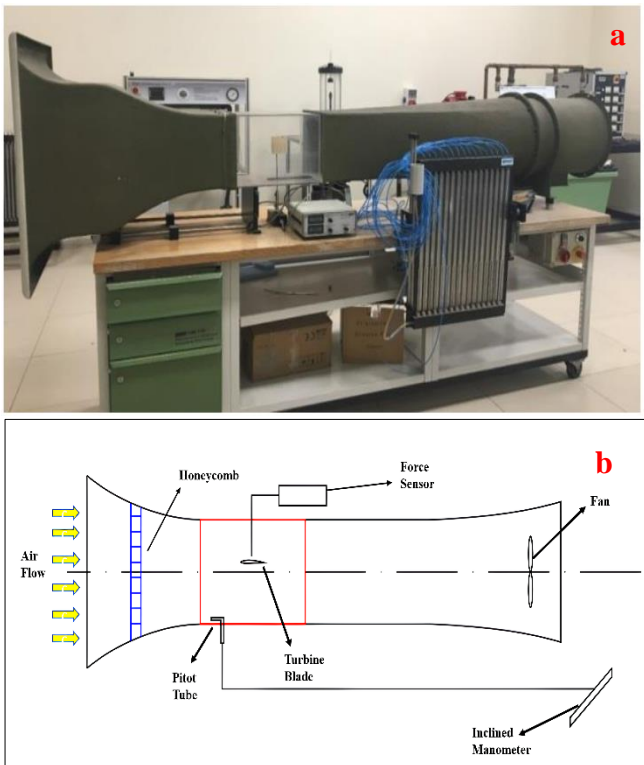 a
b
Honeycomb
Force
Sensor
Fan
Air
Flow
Turbine
Blade
Pitot
Tube
Inclined
Manometer